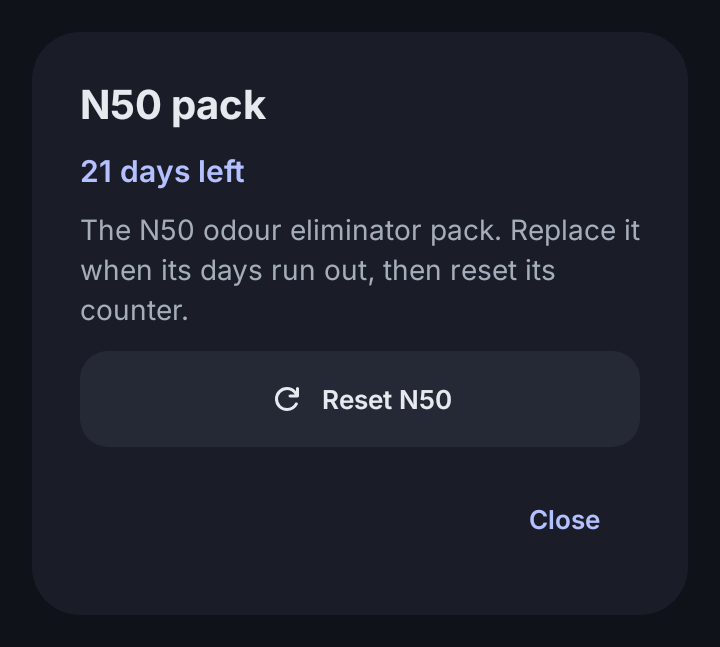 N50 pack
21 days left
The N50 odour eliminator pack. Replace it
when its days run out, then reset its
counter.
Reset N50
Close